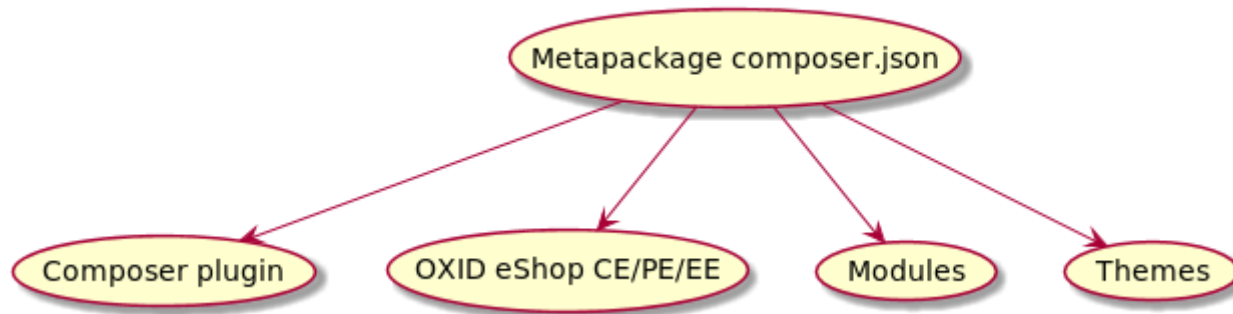 Metapackage composer.json
Composer plugin
OXID eShop CE/PE/EE
Modules
Themes